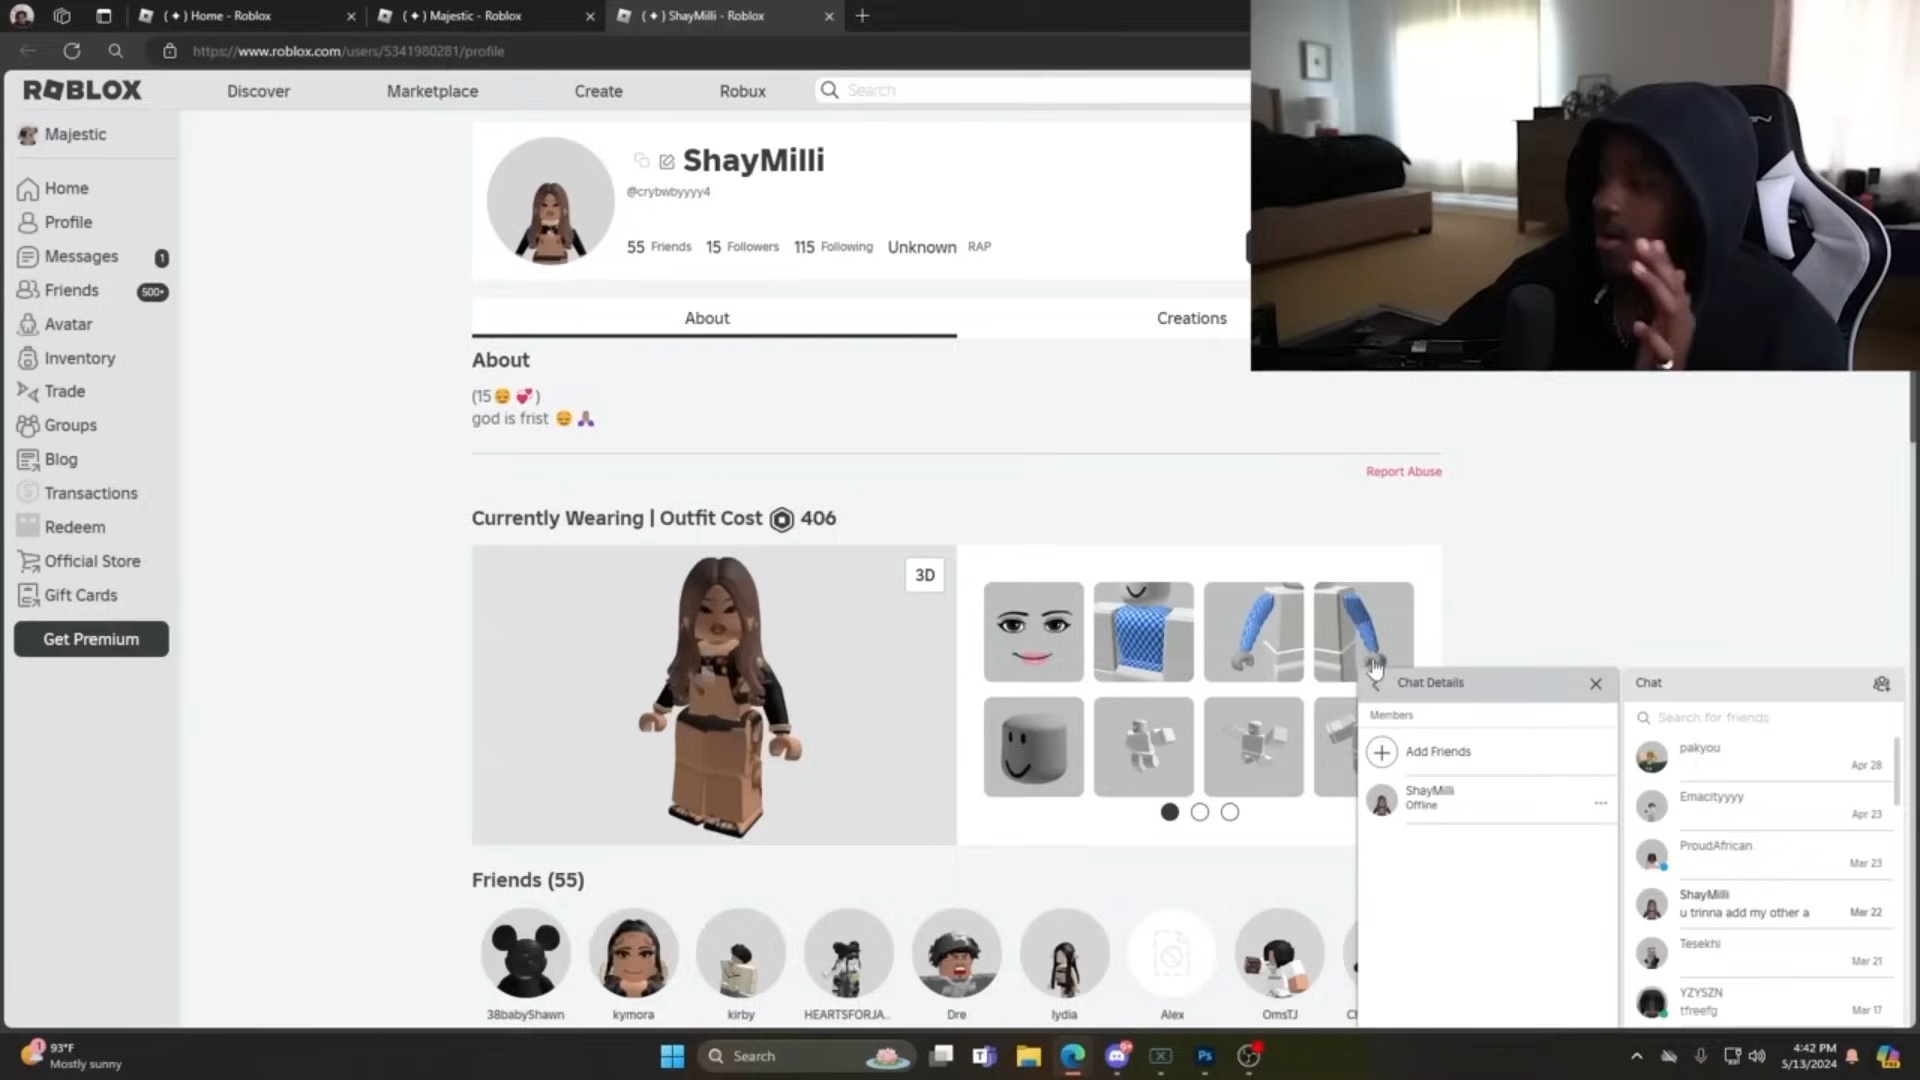 ( ✦ ) Home - Roblox
( ✦ ) Majestic - Roblox
( ✦ ) ShayMilli - Roblox
https://www.roblox.com/users/5341980281/profile
ROBLOX
Discover
Marketplace
Create
Robux
Search
Majestic
Home
Profile
Messages 1
Friends 500+
Avatar
Inventory
Trade
Groups
Blog
Transactions
Redeem
Official Store
Gift Cards
Get Premium
ShayMilli
@crybwbyyyy4
55 Friends 15 Followers 115 Following Unknown RAP
About
Creations
About
(15😔 💞)
god is frist 😔 🙏🏽
Report Abuse
Currently Wearing | Outfit Cost 406
3D
Friends (55)
38babyShawn
kymora
kirby
HEARTSFORJA...
Dre
lydia
Alex
OmsTJ
Chat Details
Members
Add Friends
ShayMilli
Offline
Chat
Search for friends
pakyou
Apr 28
Emacityyyy
Apr 23
ProudAfrican
Mar 23
ShayMilli
u trinna add my other a Mar 22
Tesekhi
Mar 21
YZYSZN
tfreefg Mar 17
93°F
Mostly sunny
Search
4:42 PM
5/13/2024